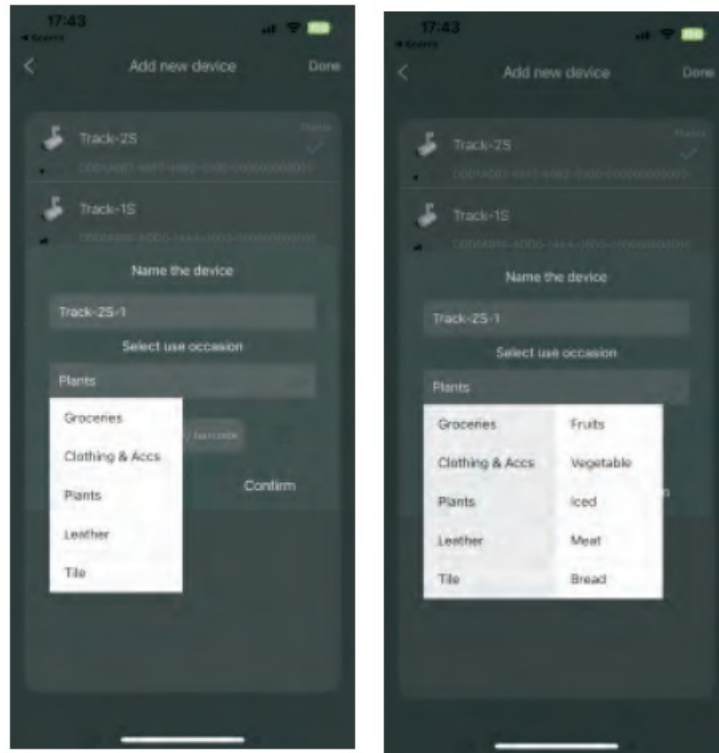 17:43
Add new device
Done
Track-2S
Track-1S
Name the device
Track-2S-1
Select use occasion
Plants
Groceries
Clothing & Accs
Plants
Leather
Tile
Confirm
17:43
Add new device
Done
Track-2S
Track-1S
Name the device
Track-2S-1
Select use occasion
Plants
Groceries
Fruits
Clothing & Accs
Vegetable
Plants
Iced
Leather
Meat
Tile
Bread